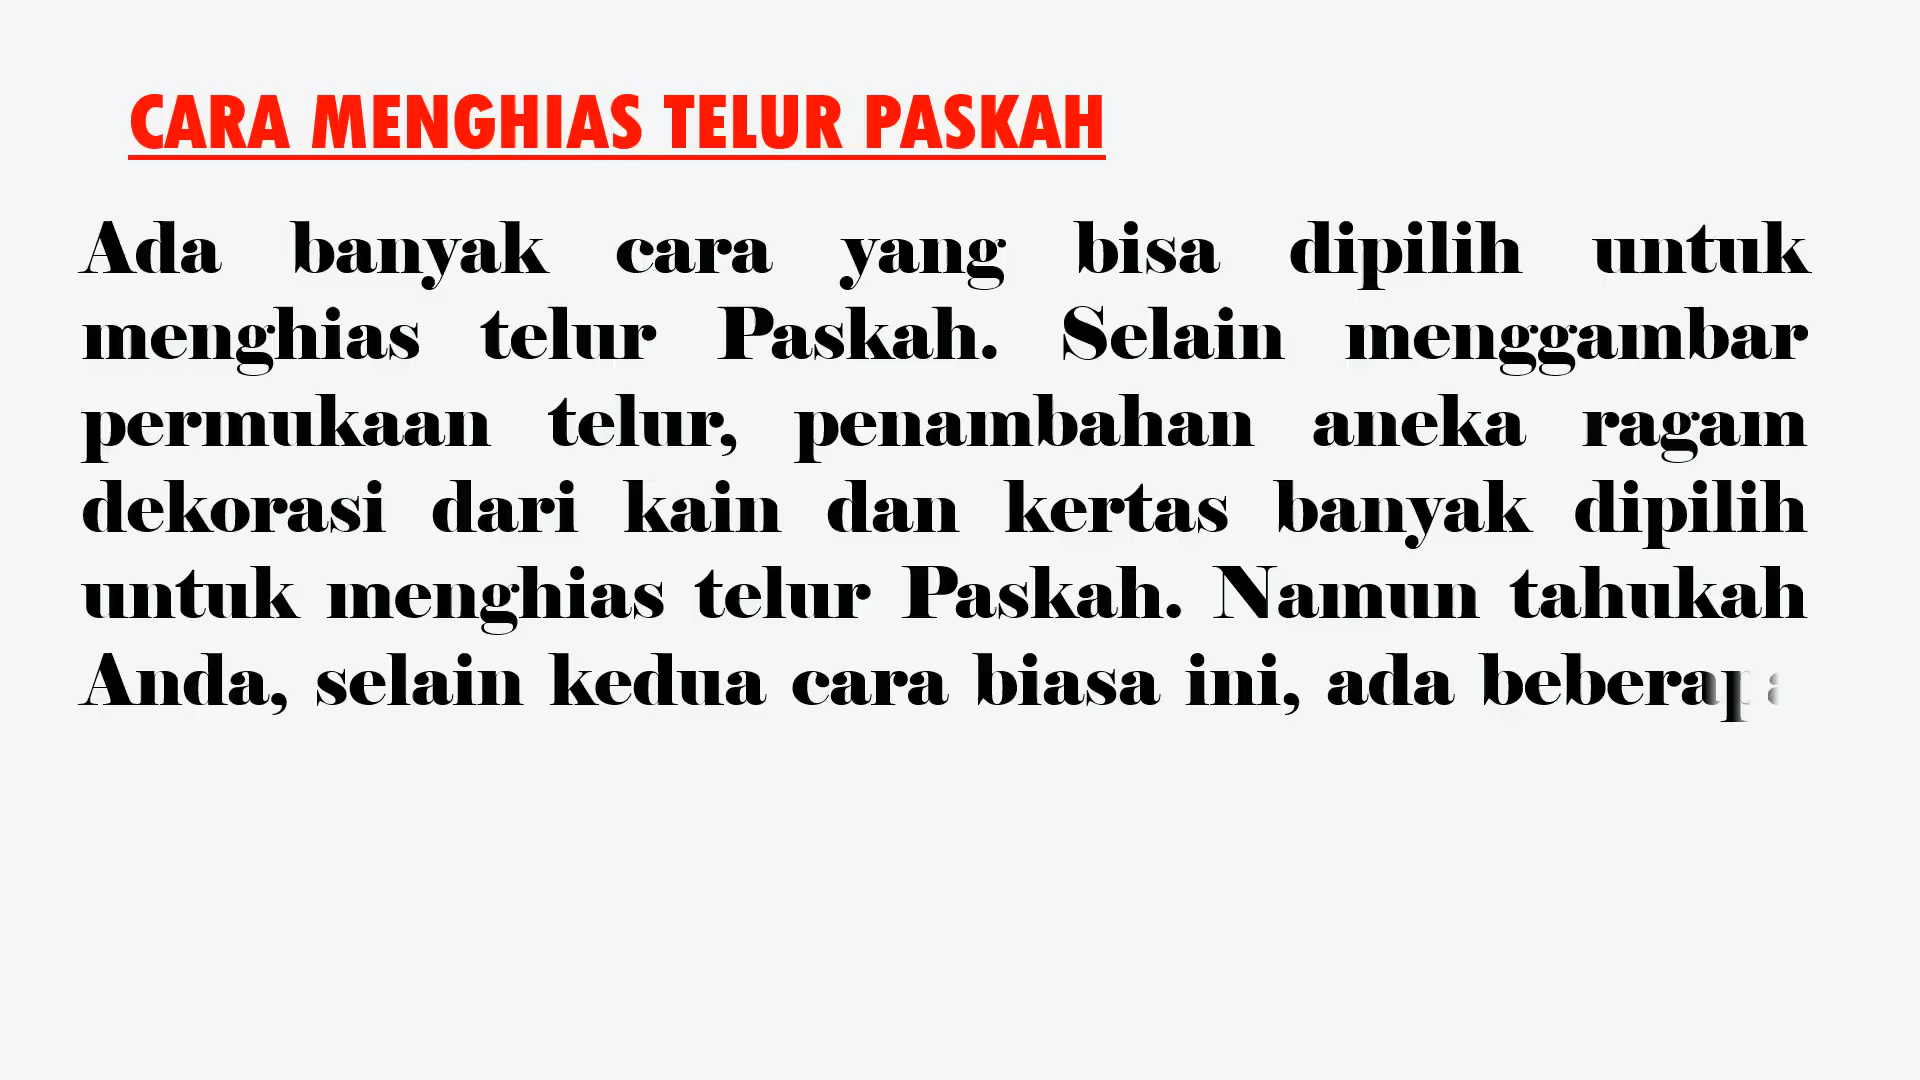 CARA MENGHIAS TELUR PASKAH
Ada banyak cara yang bisa dipilih untuk
menghias telur Paskah. Selain menggambar
permukaan telur, penambahan aneka ragam
dekorasi dari kain dan kertas banyak dipilih
untuk menghias telur Paskah. Namun tahukah
Anda, selain kedua cara biasa ini, ada beberapa